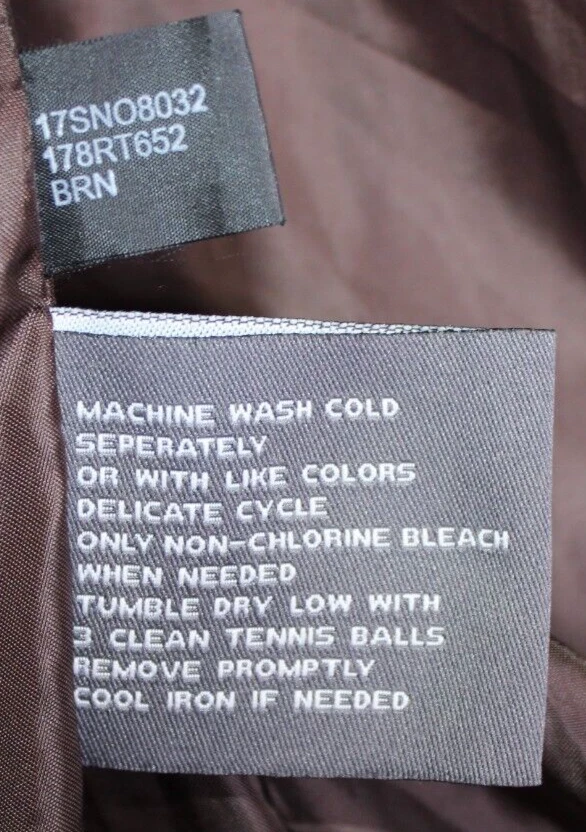 17SNO8032
178RT652
BRN
MACHINE WASH COLD
SEPERATELY
OR WITH LIKE COLORS
DELICATE CYCLE
ONLY NON-CHLORINE BLEACH
WHEN NEEDED
TUMBLE DRY LOW WITH
3 CLEAN TENNIS BALLS
REMOVE PROMPTLY
COOL IRON IF NEEDED